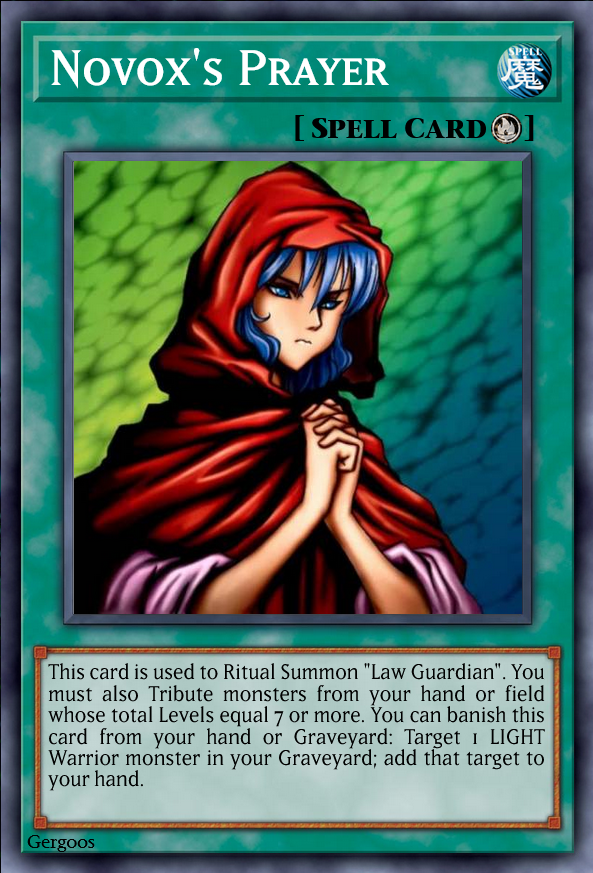 Novox's Prayer
SPELL
魔
[ Spell Card ]
This card is used to Ritual Summon "Law Guardian". You
must also Tribute monsters from your hand or field
whose total Levels equal 7 or more. You can banish this
card from your hand or Graveyard: Target 1 LIGHT
Warrior monster in your Graveyard; add that target to
your hand.
Gergoos